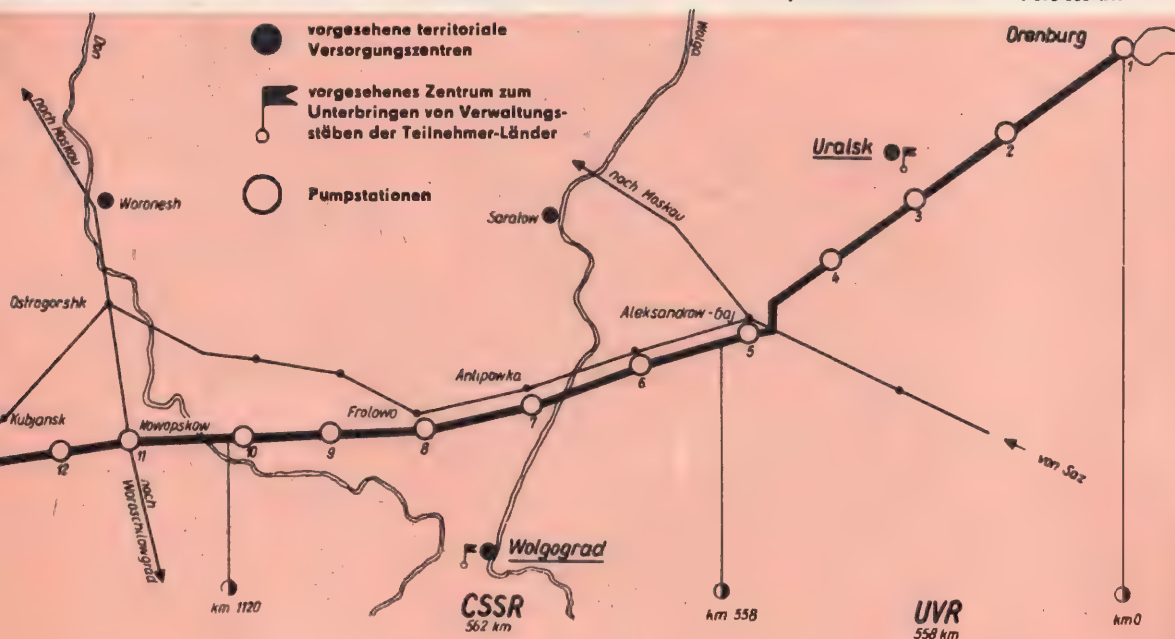 Don
nach Moskau
Woronesh
Ostrogorshk
Kubjansk
vorgesehene territoriale
Versorgungszentren
vorgesehenes Zentrum zum
Unterbringen von Verwaltungs-
stäben der Teilnehmer-Länder
Pumpstationen
Wolga
nach Moskau
Saratow
Orenburg
1
2
Uralsk
3
4
Aleksandrow-Gaj
5
6
Antipowka
7
Frolowo
8
9
10
Nowopskow
11
12
nach
Woroschilowgrad
von Saz
Wolgograd
km 1120
CSSR
562 km
km 558
UVR
558 km
km 0